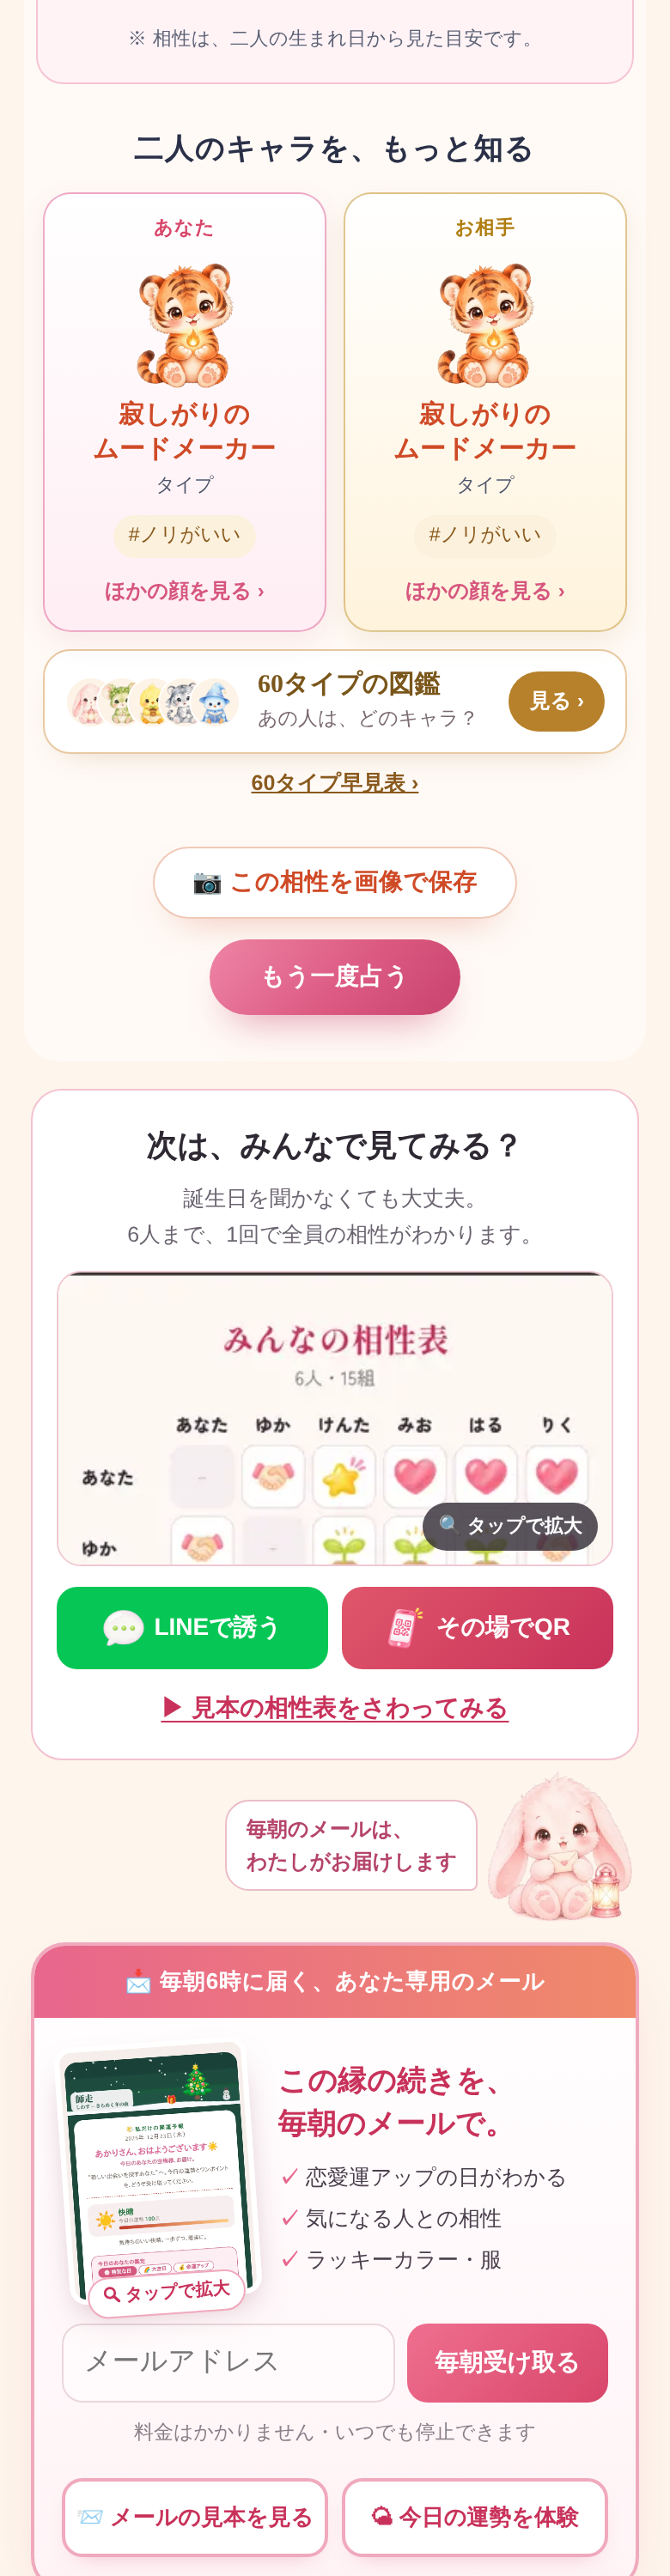 ※ 相性は、二人の生まれ日から見た目安です。
二人のキャラを、もっと知る
あなた
お相手
寂しがりの
ムードメーカー
タイプ
#ノリがいい
ほかの顔を見る ›
寂しがりの
ムードメーカー
タイプ
#ノリがいい
ほかの顔を見る ›
60タイプの図鑑
あの人は、どのキャラ？
見る ›
60タイプ早見表 ›
📷 この相性を画像で保存
もう一度占う
次は、みんなで見てみる？
誕生日を聞かなくても大丈夫。
6人まで、1回で全員の相性がわかります。
みんなの相性表
6人・15組
あなた ゆか けんた みお はる りく
あなた
ゆか
🔍 タップで拡大
LINEで誘う
その場でQR
▶ 見本の相性表をさわってみる
毎朝のメールは、
わたしがお届けします
📩 毎朝6時に届く、あなた専用のメール
師走
私だけの開運予報
2025年 12月25日(木)
あかりさん、おはようございます☀
快晴
🔍 タップで拡大
この縁の続きを、
毎朝のメールで。
✓ 恋愛運アップの日がわかる
✓ 気になる人との相性
✓ ラッキーカラー・服
メールアドレス
毎朝受け取る
料金はかかりません・いつでも停止できます
📨 メールの見本を見る
🌤 今日の運勢を体験